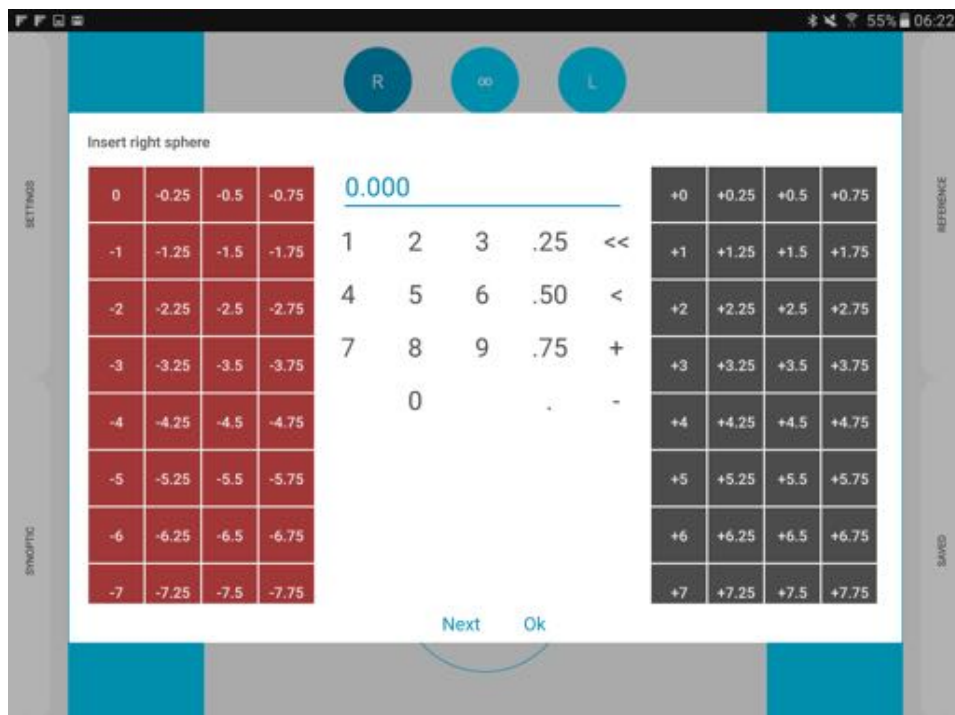 55% 06:22
R ∞ L
Insert right sphere
SETTINGS
SYNOPTIC
0 -0.25 -0.5 -0.75
-1 -1.25 -1.5 -1.75
-2 -2.25 -2.5 -2.75
-3 -3.25 -3.5 -3.75
-4 -4.25 -4.5 -4.75
-5 -5.25 -5.5 -5.75
-6 -6.25 -6.5 -6.75
-7 -7.25 -7.5 -7.75
0.000
1 2 3 .25 <<
4 5 6 .50 <
7 8 9 .75 +
0 . -
+0 +0.25 +0.5 +0.75
+1 +1.25 +1.5 +1.75
+2 +2.25 +2.5 +2.75
+3 +3.25 +3.5 +3.75
+4 +4.25 +4.5 +4.75
+5 +5.25 +5.5 +5.75
+6 +6.25 +6.5 +6.75
+7 +7.25 +7.5 +7.75
REFERENCE
SAVED
Next Ok